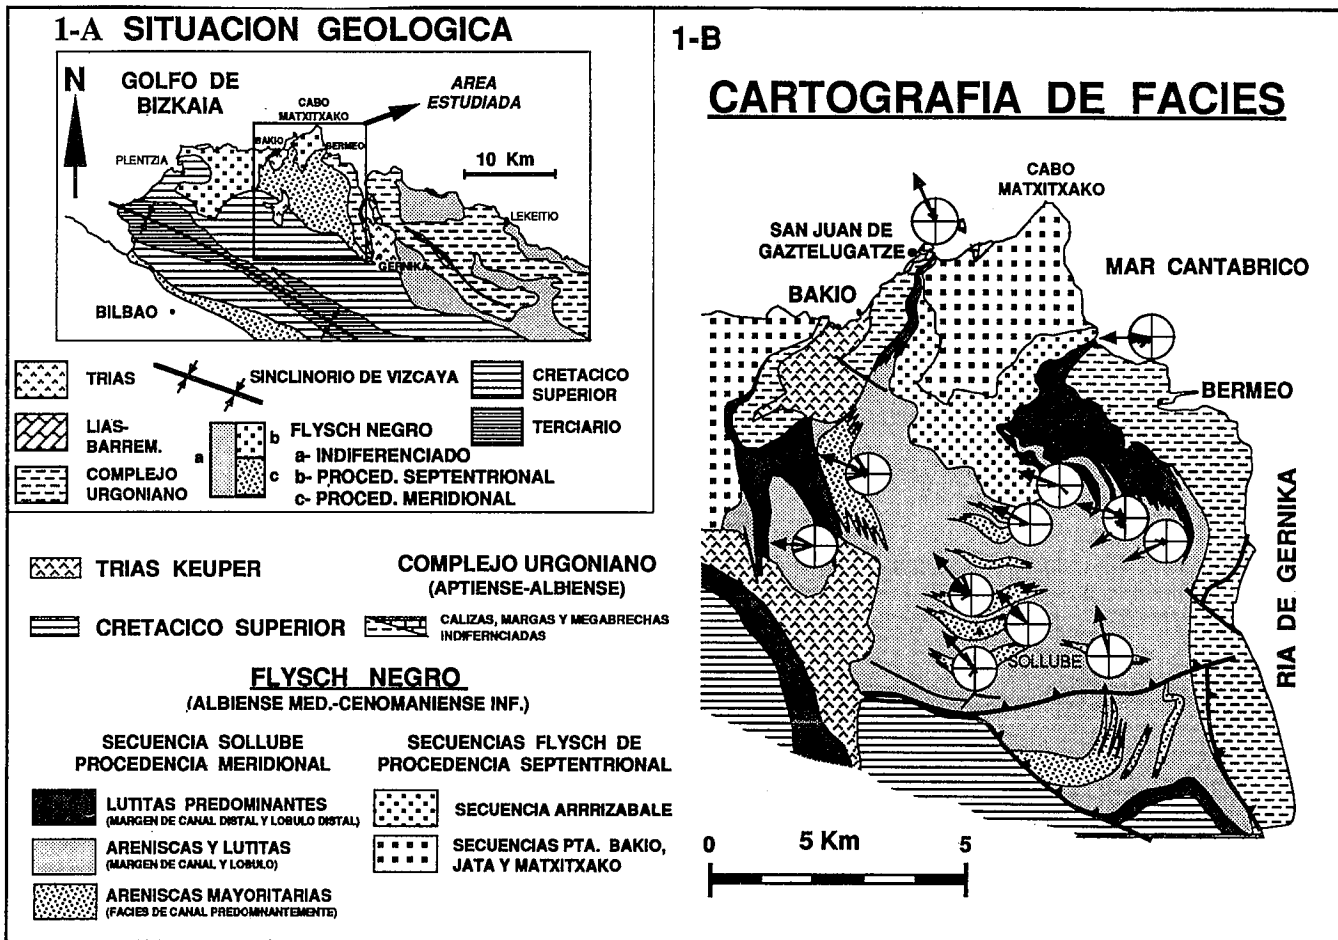 1-A SITUACION GEOLOGICA
N
GOLFO DE
BIZKAIA
AREA
ESTUDIADA
CABO
MATXITXAKO
BAKIO
BERMEO
PLENTZIA
10 Km
LEKEITIO
GERNIKA
BILBAO
TRIAS
SINCLINORIO DE VIZCAYA
CRETACICO
SUPERIOR
LIAS-
BARREM.
a
b
c
FLYSCH NEGRO
a- INDIFERENCIADO
b- PROCED. SEPTENTRIONAL
c- PROCED. MERIDIONAL
TERCIARIO
COMPLEJO
URGONIANO
TRIAS KEUPER
COMPLEJO URGONIANO
(APTIENSE-ALBIENSE)
CRETACICO SUPERIOR
CALIZAS, MARGAS Y MEGABRECHAS
INDIFERNCIADAS
FLYSCH NEGRO
(ALBIENSE MED.-CENOMANIENSE INF.)
SECUENCIA SOLLUBE
PROCEDENCIA MERIDIONAL
SECUENCIAS FLYSCH DE
PROCEDENCIA SEPTENTRIONAL
LUTITAS PREDOMINANTES
(MARGEN DE CANAL DISTAL Y LOBULO DISTAL)
SECUENCIA ARRRIZABALE
ARENISCAS Y LUTITAS
(MARGEN DE CANAL Y LOBULO)
SECUENCIAS PTA. BAKIO,
JATA Y MATXITXAKO
ARENISCAS MAYORITARIAS
(FACIES DE CANAL PREDOMINANTEMENTE)
1-B
CARTOGRAFIA DE FACIES
CABO
MATXITXAKO
SAN JUAN DE
GAZTELUGATZE
MAR CANTABRICO
BAKIO
BERMEO
RIA DE GERNIKA
SOLLUBE
0 5 Km 5